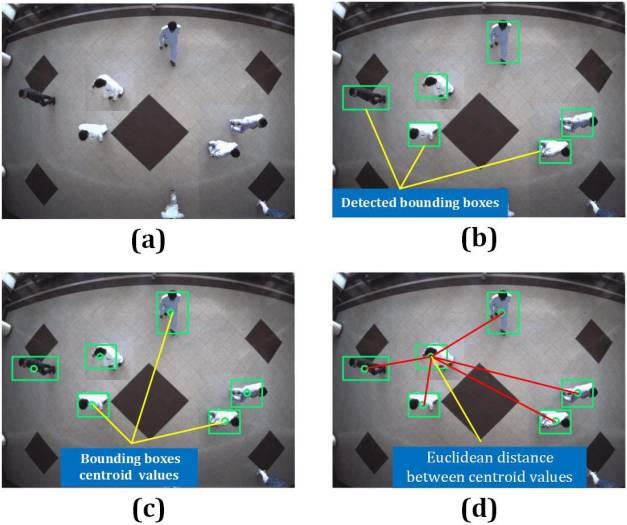 (a)
Detected bounding boxes
(b)
Bounding boxes
centroid values
(c)
Euclidean distance
between centroid values
(d)